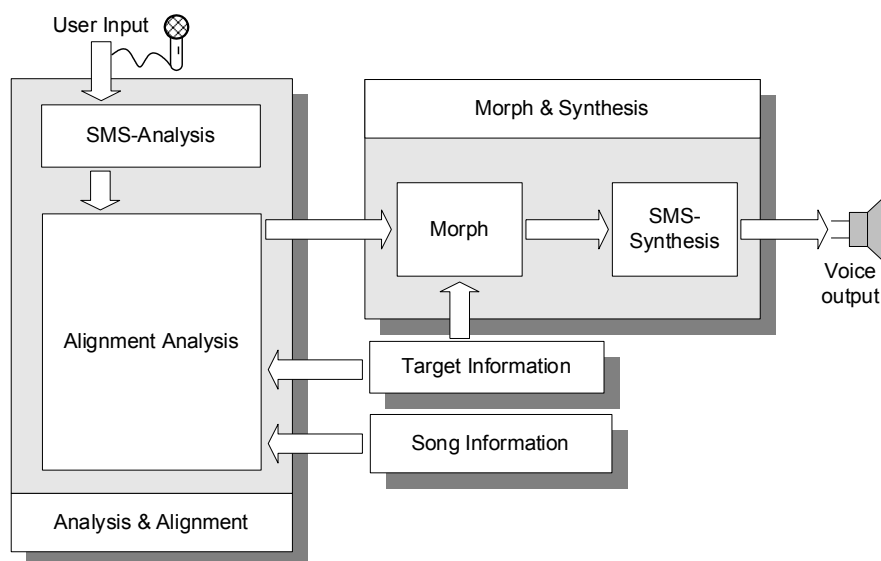 User Input
SMS-Analysis
Alignment Analysis
Analysis & Alignment
Morph & Synthesis
Morph
SMS-
Synthesis
Voice
output
Target Information
Song Information